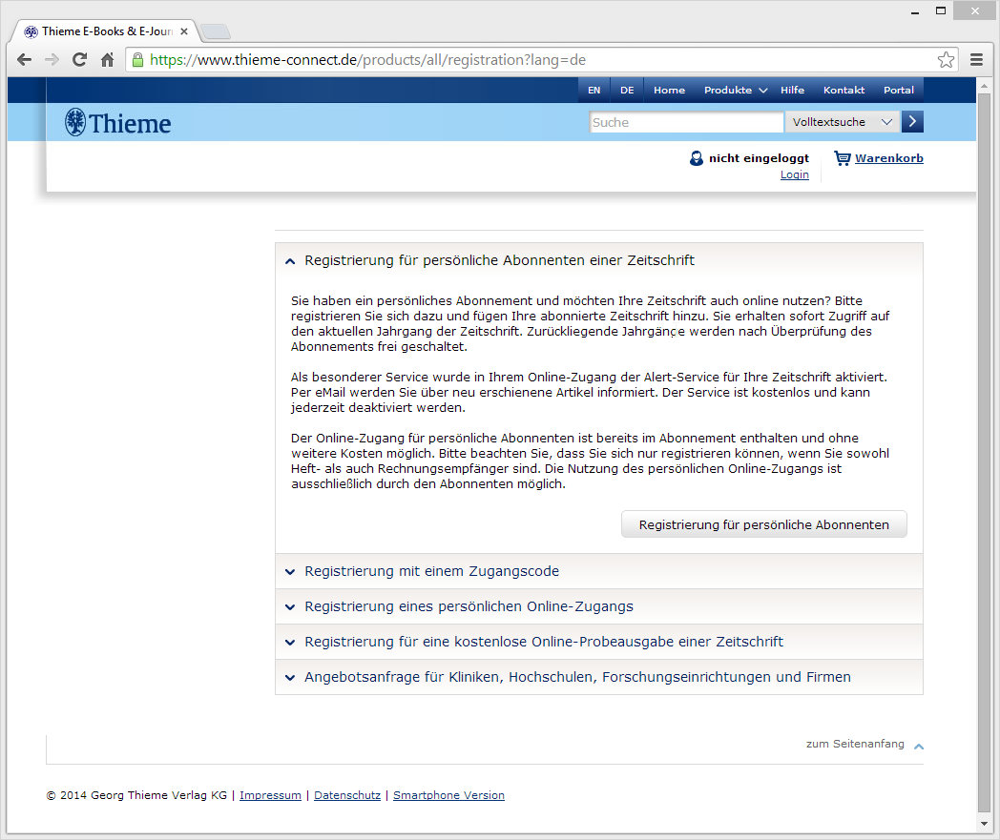 Thieme E-Books & E-Jour
https://www.thieme-connect.de/products/all/registration?lang=de
EN DE Home Produkte Hilfe Kontakt Portal
Thieme
Suche Volltextsuche
nicht eingeloggt Warenkorb
Login
Registrierung für persönliche Abonnenten einer Zeitschrift
Sie haben ein persönliches Abonnement und möchten Ihre Zeitschrift auch online nutzen? Bitte
registrieren Sie sich dazu und fügen Ihre abonnierte Zeitschrift hinzu. Sie erhalten sofort Zugriff auf
den aktuellen Jahrgang der Zeitschrift. Zurückliegende Jahrgänge werden nach Überprüfung des
Abonnements frei geschaltet.
Als besonderer Service wurde in Ihrem Online-Zugang der Alert-Service für Ihre Zeitschrift aktiviert.
Per eMail werden Sie über neu erschienene Artikel informiert. Der Service ist kostenlos und kann
jederzeit deaktiviert werden.
Der Online-Zugang für persönliche Abonnenten ist bereits im Abonnement enthalten und ohne
weitere Kosten möglich. Bitte beachten Sie, dass Sie sich nur registrieren können, wenn Sie sowohl
Heft- als auch Rechnungsempfänger sind. Die Nutzung des persönlichen Online-Zugangs ist
ausschließlich durch den Abonnenten möglich.
Registrierung für persönliche Abonnenten
Registrierung mit einem Zugangscode
Registrierung eines persönlichen Online-Zugangs
Registrierung für eine kostenlose Online-Probeausgabe einer Zeitschrift
Angebotsanfrage für Kliniken, Hochschulen, Forschungseinrichtungen und Firmen
zum Seitenanfang
© 2014 Georg Thieme Verlag KG | Impressum | Datenschutz | Smartphone Version